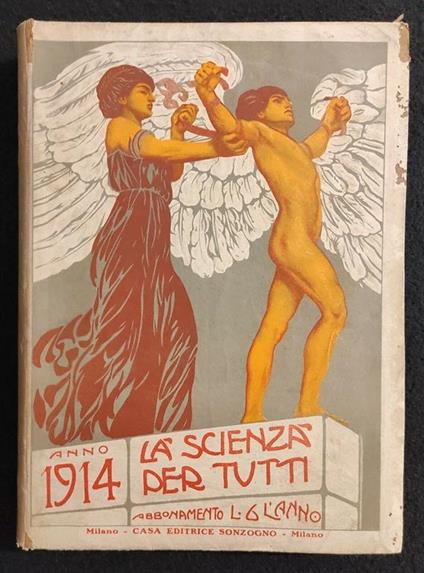 ANNO
1914
LA SCIENZA
PER TUTTI
ABBONAMENTO L. 6 L'ANNO
Milano - CASA EDITRICE SONZOGNO - Milano